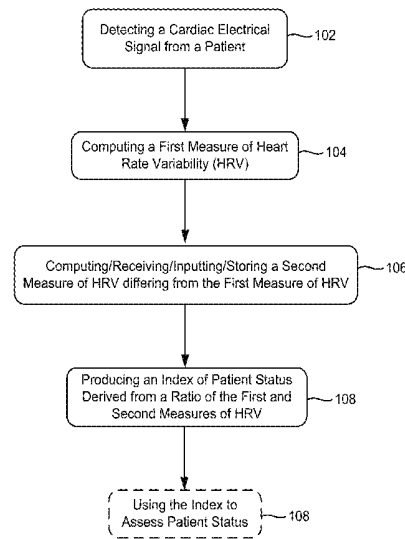 Detecting a Cardiac Electrical
Signal from a Patient
102
Computing a First Measure of Heart
Rate Variability (HRV)
104
Computing/Receiving/Inputting/Storing a Second
Measure of HRV differing from the First Measure of HRV
106
Producing an Index of Patient Status
Derived from a Ratio of the First and
Second Measures of HRV
108
Using the Index to
Assess Patient Status
108